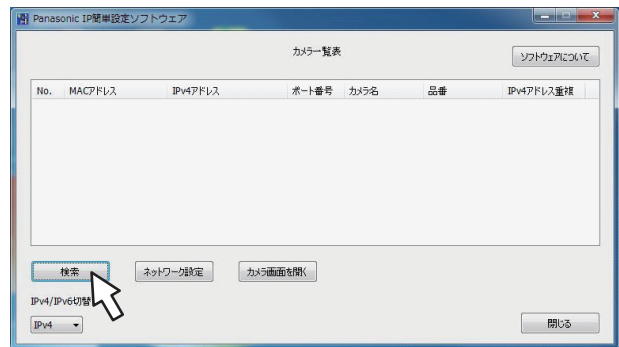 Panasonic IP簡単設定ソフトウェア
カメラ一覧表
ソフトウェアについて
No. MACアドレス IPv4アドレス ポート番号 カメラ名 品番 IPv4アドレス重複
検索 ネットワーク設定 カメラ画面を開く
IPv4/IPv6切替
IPv4
閉じる